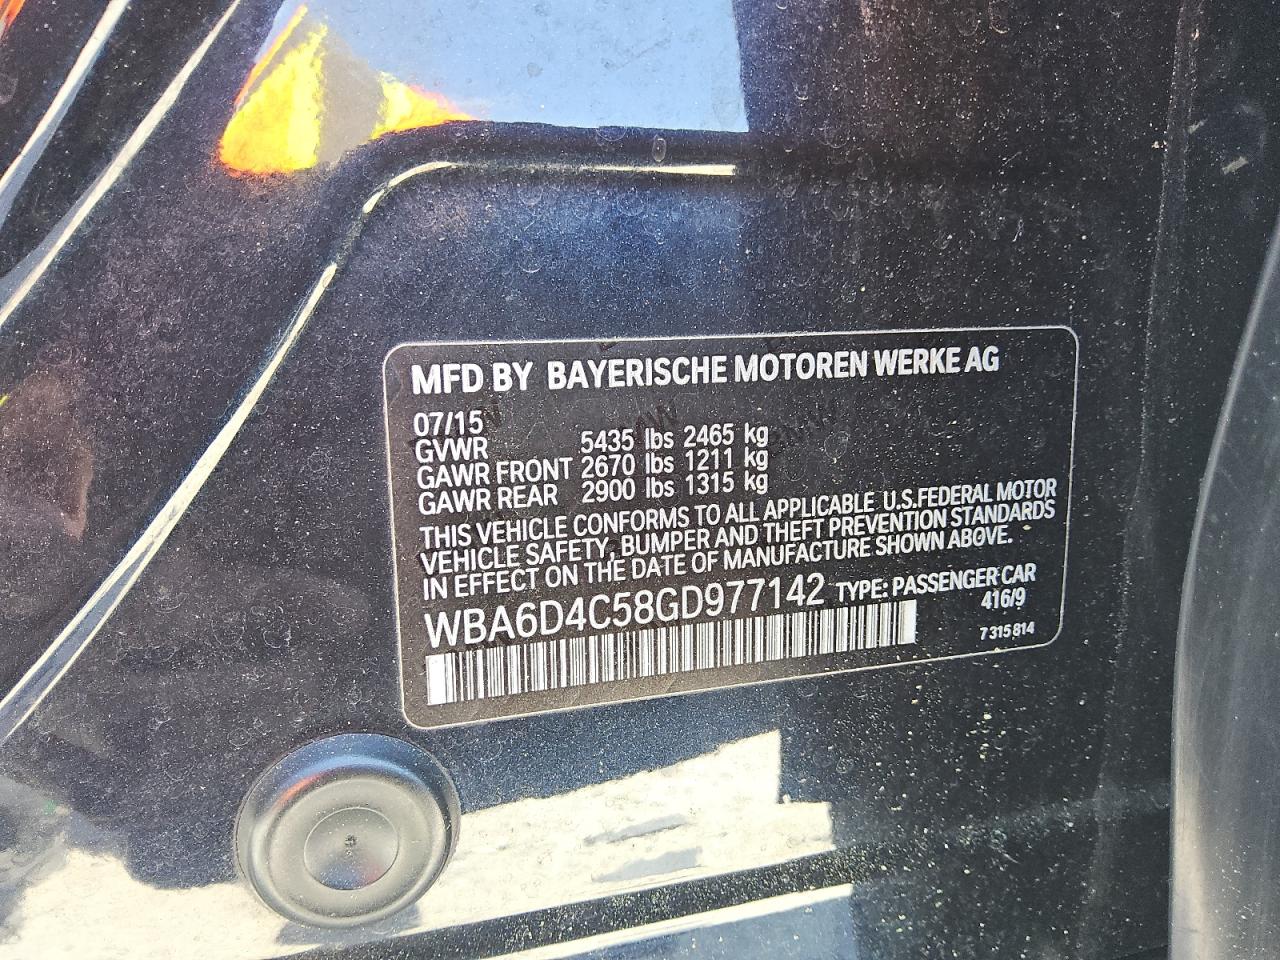 MFD BY BAYERISCHE MOTOREN WERKE AG
07/15
GVWR 5435 lbs 2465 kg
GAWR FRONT 2670 lbs 1211 kg
GAWR REAR 2900 lbs 1315 kg
THIS VEHICLE CONFORMS TO ALL APPLICABLE U.S.FEDERAL MOTOR
VEHICLE SAFETY, BUMPER AND THEFT PREVENTION STANDARDS
IN EFFECT ON THE DATE OF MANUFACTURE SHOWN ABOVE.
WBA6D4C58GD977142 TYPE: PASSENGER CAR
416/9
7 315 814